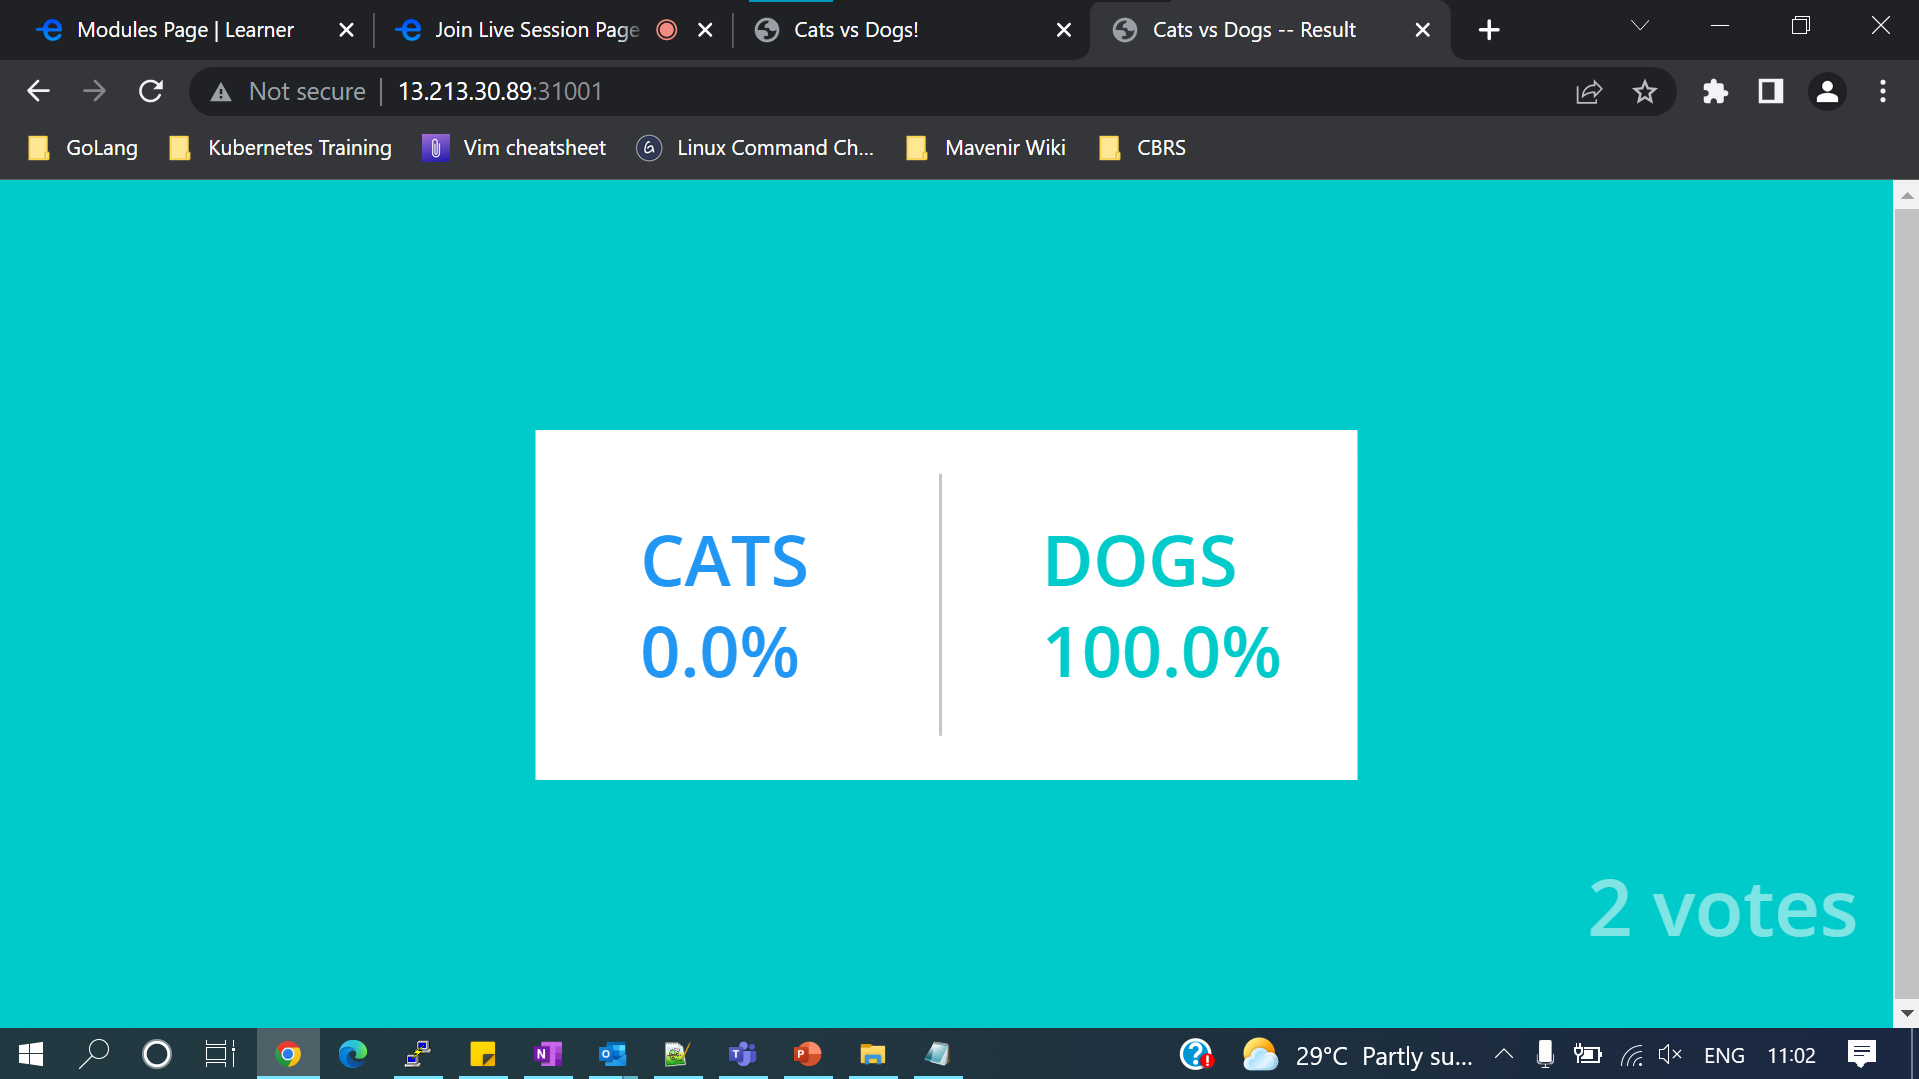 Modules Page | Learner
Join Live Session Page
Cats vs Dogs!
Cats vs Dogs -- Result
Not secure
13.213.30.89:31001
GoLang
Kubernetes Training
Vim cheatsheet
Linux Command Ch...
Mavenir Wiki
CBRS
CATS
0.0%
DOGS
100.0%
2 votes
29°C Partly su...
ENG
11:02